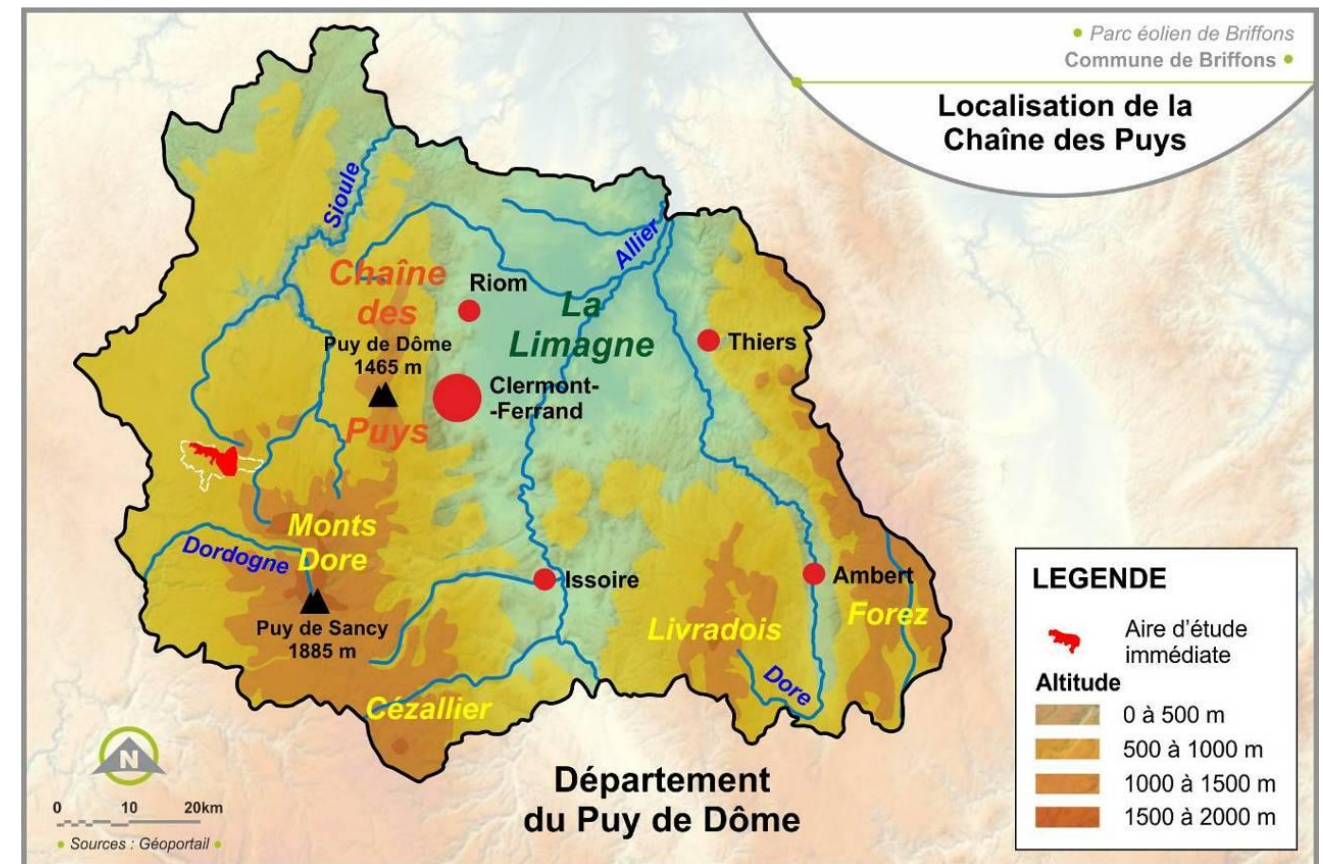 • Parc éolien de Briffons
Commune de Briffons •
Localisation de la
Chaîne des Puys
Sioule
Allier
Chaîne
des
Puys
Riom
La
Limagne
Thiers
Puy de Dôme
1465 m
Clermont-
-Ferrand
Monts
Dore
Dordogne
Puy de Sancy
1885 m
Issoire
Ambert
Livradois
Forez
Dore
Cézallier
Département
du Puy de Dôme
N
0 10 20km
• Sources : Géoportail •
LEGENDE
Aire d'étude
immédiate
Altitude
0 à 500 m
500 à 1000 m
1000 à 1500 m
1500 à 2000 m